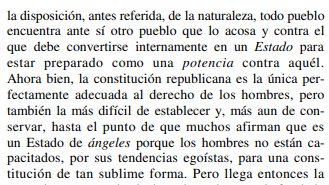 la disposición, antes referida, de la naturaleza, todo pueblo
encuentra ante sí otro pueblo que lo acosa y contra el
que debe convertirse internamente en un Estado para
estar preparado como una potencia contra aquél.
Ahora bien, la constitución republicana es la única per-
fectamente adecuada al derecho de los hombres, pero
también la más difícil de establecer y, más aun de con-
servar, hasta el punto de que muchos afirman que es
un Estado de ángeles porque los hombres no están ca-
pacitados, por sus tendencias egoístas, para una cons-
titución de tan sublime forma. Pero llega entonces la